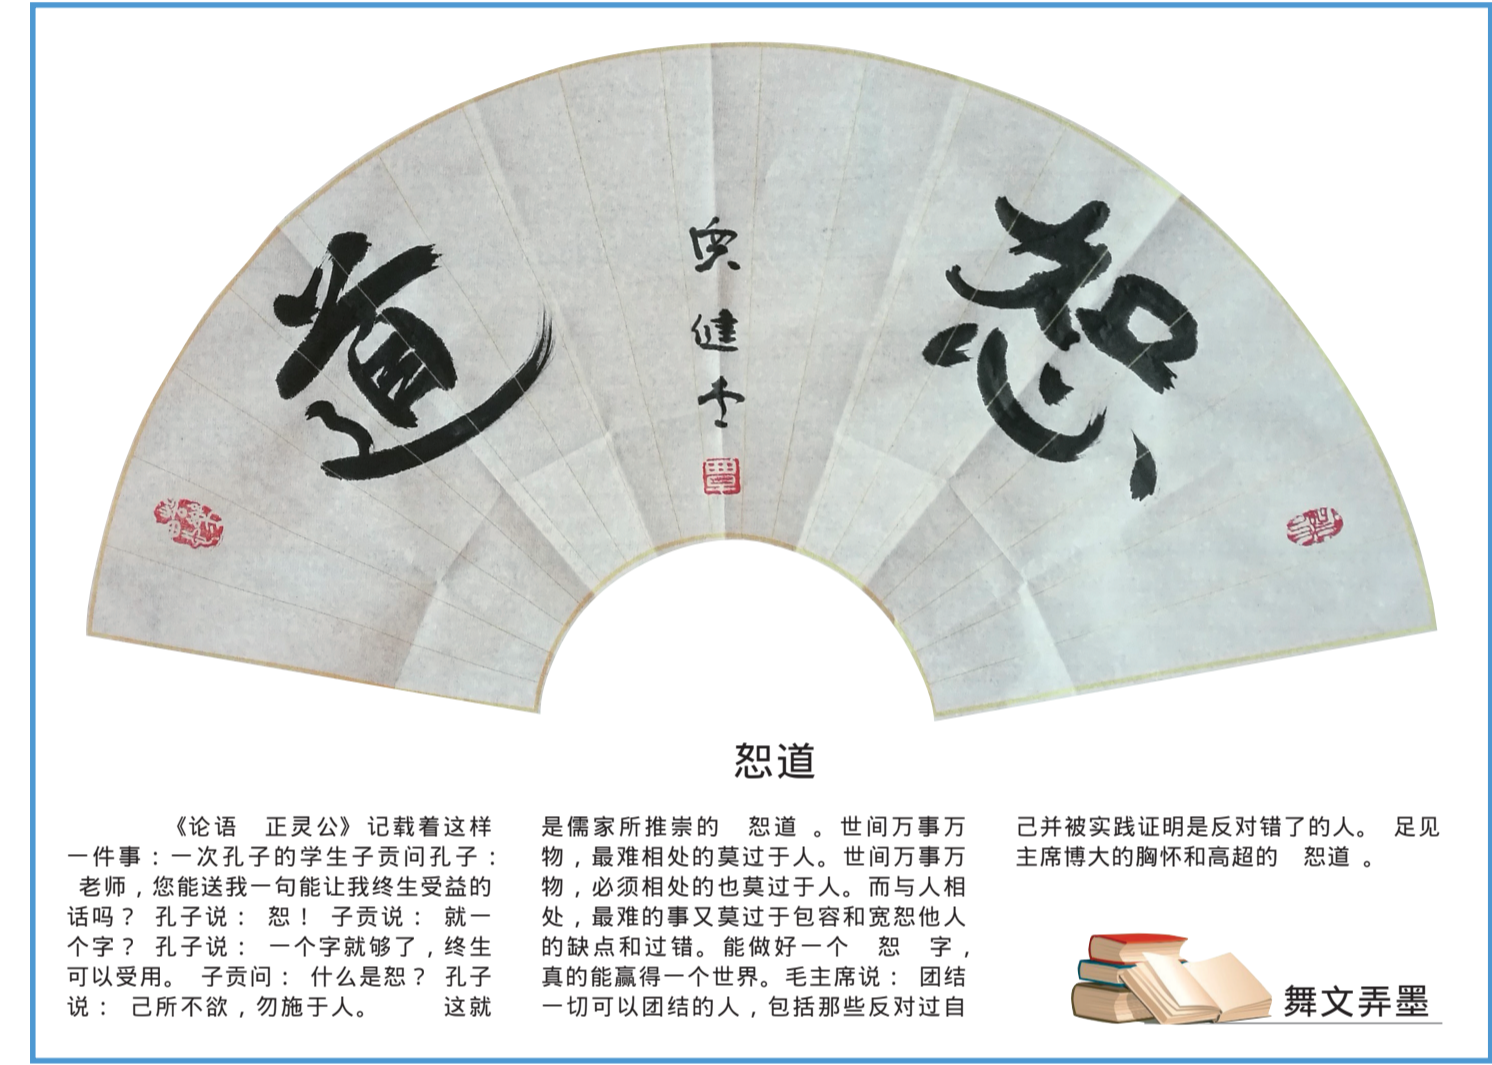 恕
道
健
恕道
《论语 正灵公》记载着这样
一件事：一次孔子的学生子贡问孔子：
老师，您能送我一句能让我终生受益的
话吗？ 孔子说： 恕！ 子贡说： 就一
个字？ 孔子说： 一个字就够了，终生
可以受用。 子贡问： 什么是恕？ 孔子
说： 己所不欲，勿施于人。 这就
是儒家所推崇的 恕道 。世间万事万
物，最难相处的莫过于人。世间万事万
物，必须相处的也莫过于人。而与人相
处，最难的事又莫过于包容和宽恕他人
的缺点和过错。能做好一个 恕 字，
真的能赢得一个世界。毛主席说： 团结
一切可以团结的人，包括那些反对过自
己并被实践证明是反对错了的人。 足见
主席博大的胸怀和高超的 恕道 。
舞文弄墨